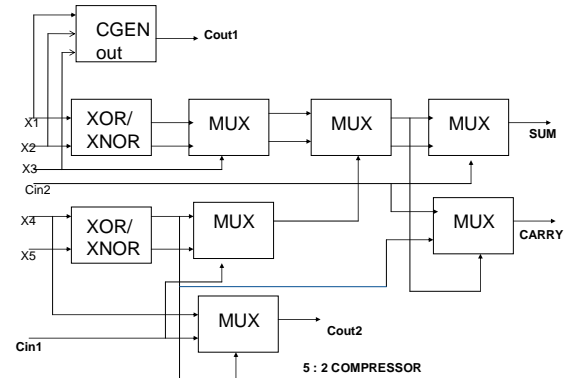 CGEN
out
Cout1
X1
X2
X3
XOR/
XNOR
MUX
MUX
MUX
SUM
Cin2
X4
X5
XOR/
XNOR
MUX
MUX
CARRY
MUX
Cout2
Cin1
5 : 2 COMPRESSOR